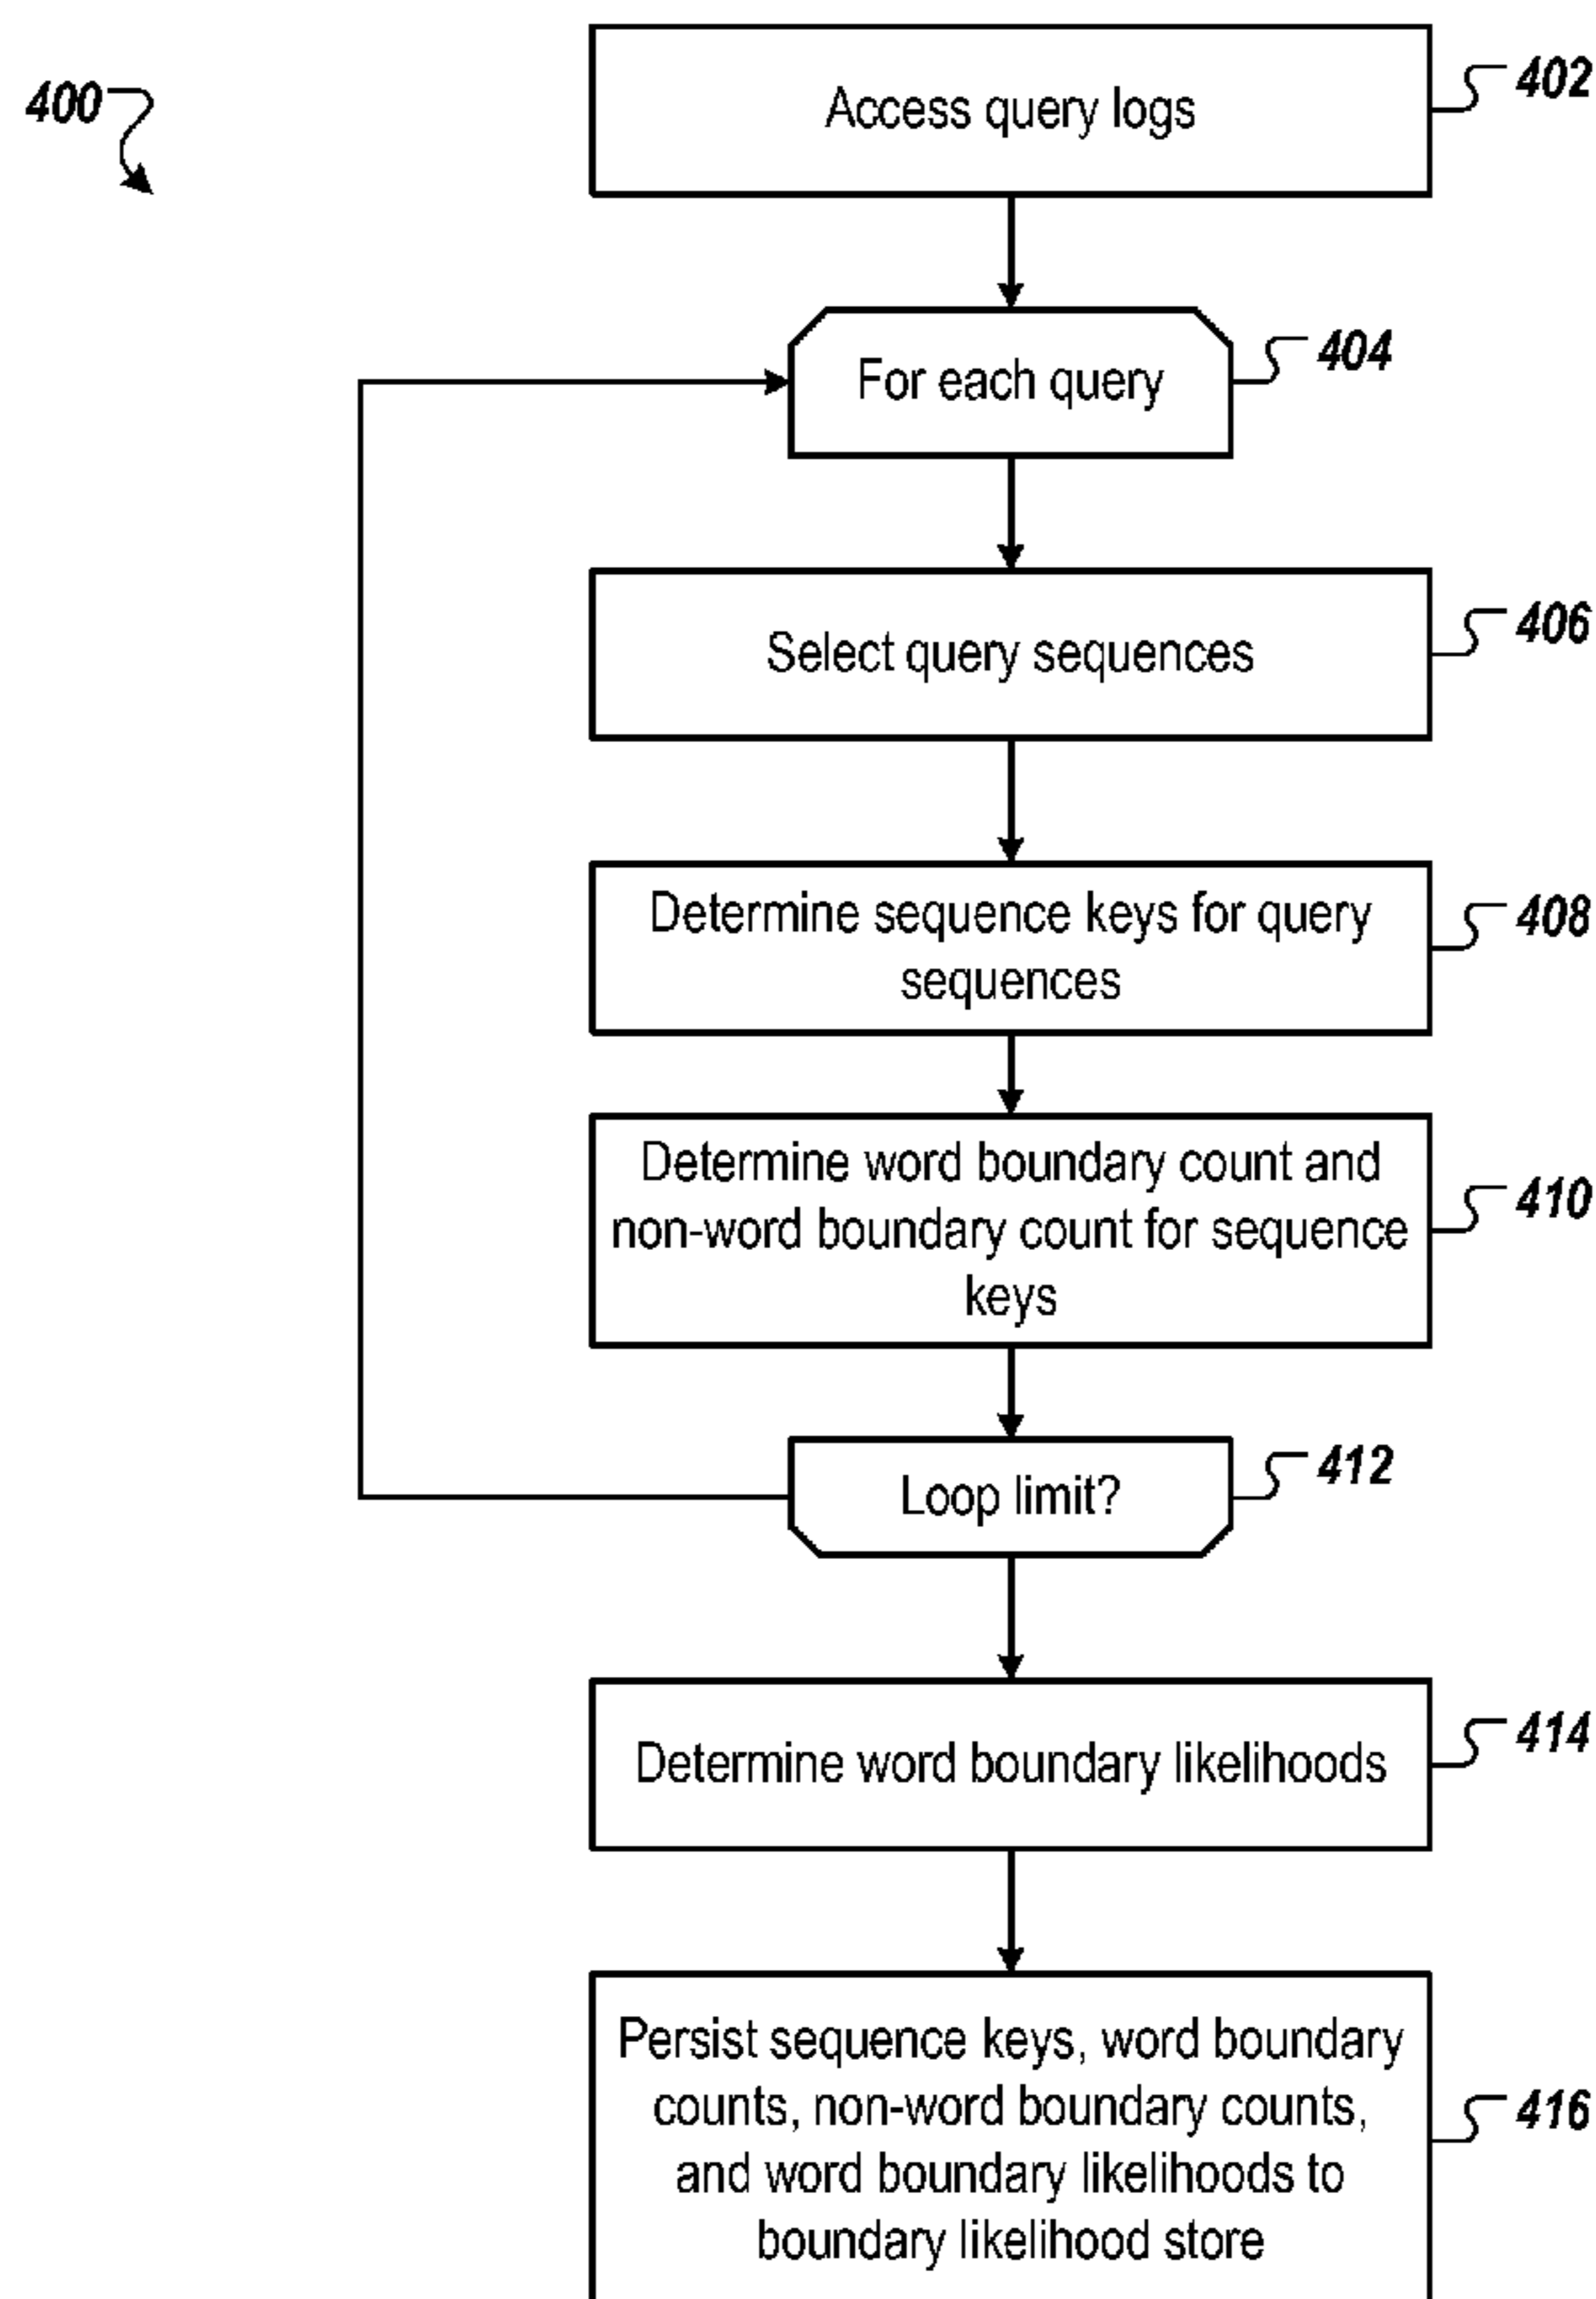 400
Access query logs
402
For each query
404
Select query sequences
406
Determine sequence keys for query
sequences
408
Determine word boundary count and
non-word boundary count for sequence
keys
410
Loop limit?
412
Determine word boundary likelihoods
414
Persist sequence keys, word boundary
counts, non-word boundary counts,
and word boundary likelihoods to
boundary likelihood store
416